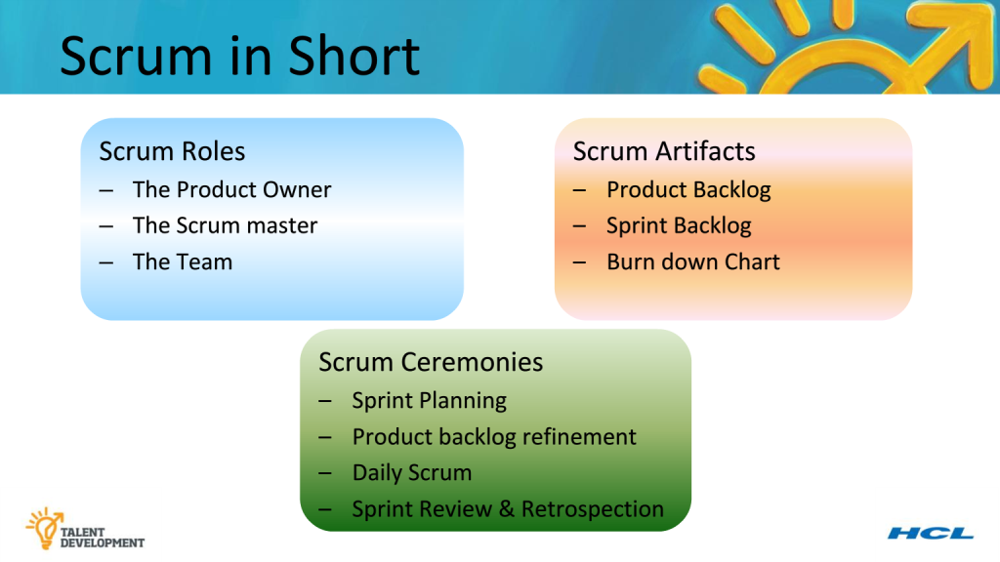 Scrum in Short
Scrum Roles
– The Product Owner
– The Scrum master
– The Team
Scrum Artifacts
– Product Backlog
– Sprint Backlog
– Burn down Chart
Scrum Ceremonies
– Sprint Planning
– Product backlog refinement
– Daily Scrum
– Sprint Review & Retrospection
TALENT
DEVELOPMENT
HCL